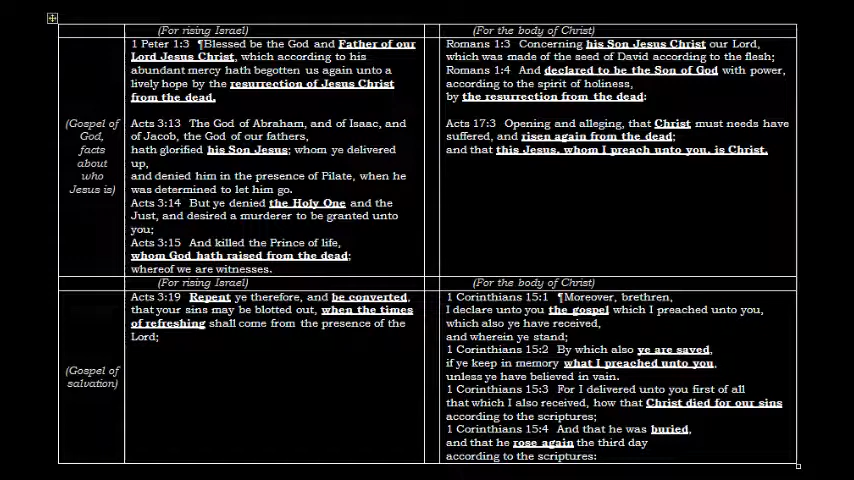 (For rising Israel)
(For the body of Christ)
(Gospel of
God,
facts
about
who
Jesus is)
1 Peter 1:3 ¶Blessed be the God and Father of our
Lord Jesus Christ, which according to his
abundant mercy hath begotten us again unto a
lively hope by the resurrection of Jesus Christ
from the dead,
Acts 3:13 The God of Abraham, and of Isaac, and
of Jacob, the God of our fathers,
hath glorified his Son Jesus; whom ye delivered
up,
and denied him in the presence of Pilate, when he
was determined to let him go.
Acts 3:14 But ye denied the Holy One and the
Just, and desired a murderer to be granted unto
you;
Acts 3:15 And killed the Prince of life,
whom God hath raised from the dead;
whereof we are witnesses.
Romans 1:3 Concerning his Son Jesus Christ our Lord,
which was made of the seed of David according to the flesh;
Romans 1:4 And declared to be the Son of God with power,
according to the spirit of holiness,
by the resurrection from the dead:
Acts 17:3 Opening and alleging, that Christ must needs have
suffered, and risen again from the dead;
and that this Jesus, whom I preach unto you, is Christ.
(For rising Israel)
(For the body of Christ)
(Gospel of
salvation)
Acts 3:19 Repent ye therefore, and be converted,
that your sins may be blotted out, when the times
of refreshing shall come from the presence of the
Lord;
1 Corinthians 15:1 ¶Moreover, brethren,
I declare unto you the gospel which I preached unto you,
which also ye have received,
and wherein ye stand;
1 Corinthians 15:2 By which also ye are saved,
if ye keep in memory what I preached unto you,
unless ye have believed in vain.
1 Corinthians 15:3 For I delivered unto you first of all
that which I also received, how that Christ died for our sins
according to the scriptures;
1 Corinthians 15:4 And that he was buried,
and that he rose again the third day
according to the scriptures: